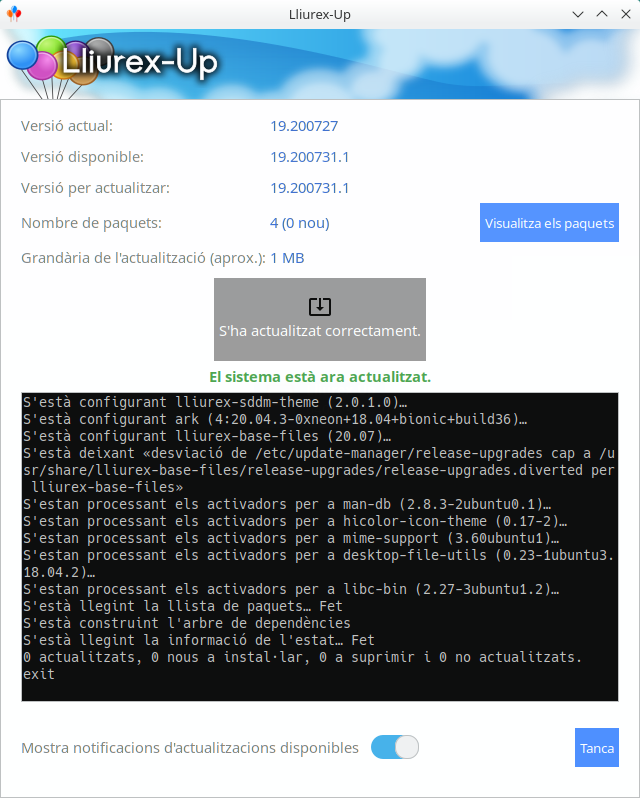 Lliurex-Up
Lliurex-Up
Versió actual: 19.200727
Versió disponible: 19.200731.1
Versió per actualitzar: 19.200731.1
Nombre de paquets: 4 (0 nou) Visualitza els paquets
Grandària de l'actualització (aprox.): 1 MB
S'ha actualitzat correctament.
El sistema està ara actualitzat.
S'està configurant lliurex-sddm-theme (2.0.1.0)…
S'està configurant ark (4:20.04.3-0xneon+18.04+bionic+build36)…
S'està configurant lliurex-base-files (20.07)…
S'està deixant «desviació de /etc/update-manager/release-upgrades cap a /u
sr/share/lliurex-base-files/release-upgrades/release-upgrades.diverted per
lliurex-base-files»
S'estan processant els activadors per a man-db (2.8.3-2ubuntu0.1)…
S'estan processant els activadors per a hicolor-icon-theme (0.17-2)…
S'estan processant els activadors per a mime-support (3.60ubuntu1)…
S'estan processant els activadors per a desktop-file-utils (0.23-1ubuntu3.
18.04.2)…
S'estan processant els activadors per a libc-bin (2.27-3ubuntu1.2)…
S'està llegint la llista de paquets… Fet
S'està construint l'arbre de dependències
S'està llegint la informació de l'estat… Fet
0 actualitzats, 0 nous a instal·lar, 0 a suprimir i 0 no actualitzats.
exit
Mostra notificacions d'actualitzacions disponibles Tanca